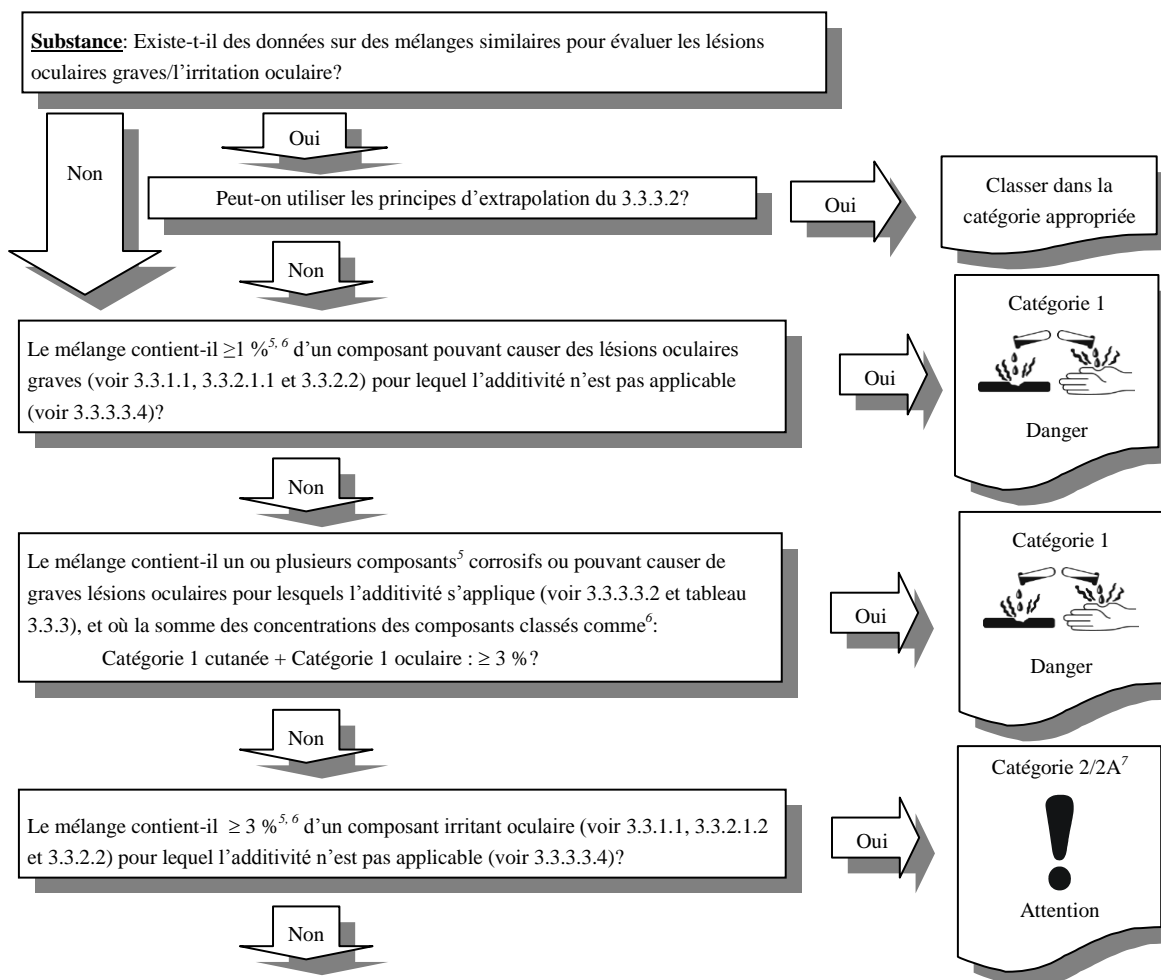 Substance: Existe-t-il des données sur des mélanges similaires pour évaluer les lésions
oculaires graves/l'irritation oculaire?
Oui
Non
Peut-on utiliser les principes d'extrapolation du 3.3.3.2?
Oui
Classer dans la
catégorie appropriée
Non
Le mélange contient-il ≥1 %5, 6 d'un composant pouvant causer des lésions oculaires
graves (voir 3.3.1.1, 3.3.2.1.1 et 3.3.2.2) pour lequel l'additivité n'est pas applicable
(voir 3.3.3.3.4)?
Oui
Catégorie 1
Danger
Non
Le mélange contient-il un ou plusieurs composants5 corrosifs ou pouvant causer de
graves lésions oculaires pour lesquels l'additivité s'applique (voir 3.3.3.3.2 et tableau
3.3.3), et où la somme des concentrations des composants classés comme6:
Catégorie 1 cutanée + Catégorie 1 oculaire : ≥ 3 %?
Oui
Catégorie 1
Danger
Non
Le mélange contient-il ≥ 3 %5, 6 d'un composant irritant oculaire (voir 3.3.1.1, 3.3.2.1.2
et 3.3.2.2) pour lequel l'additivité n'est pas applicable (voir 3.3.3.3.4)?
Oui
Catégorie 2/2A7
Attention
Non